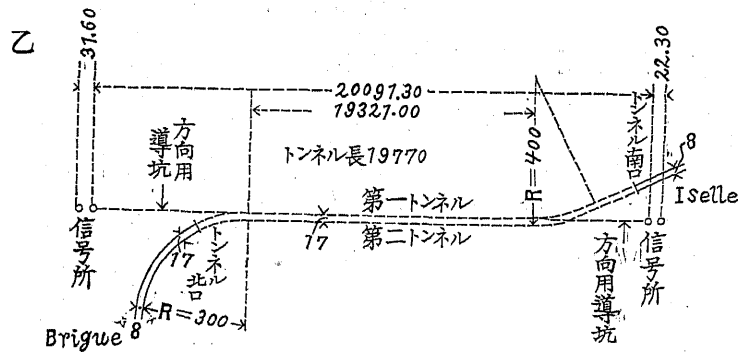 乙
31.60
22.30
20091.30
19327.00
方向用
導坑
トンネル長19770
R=400
トンネル南口
8
Iselle
第一トンネル
第二トンネル
信号所
17
トンネル
北口
17
方向用導坑
信号所
R=300
8
Brigue